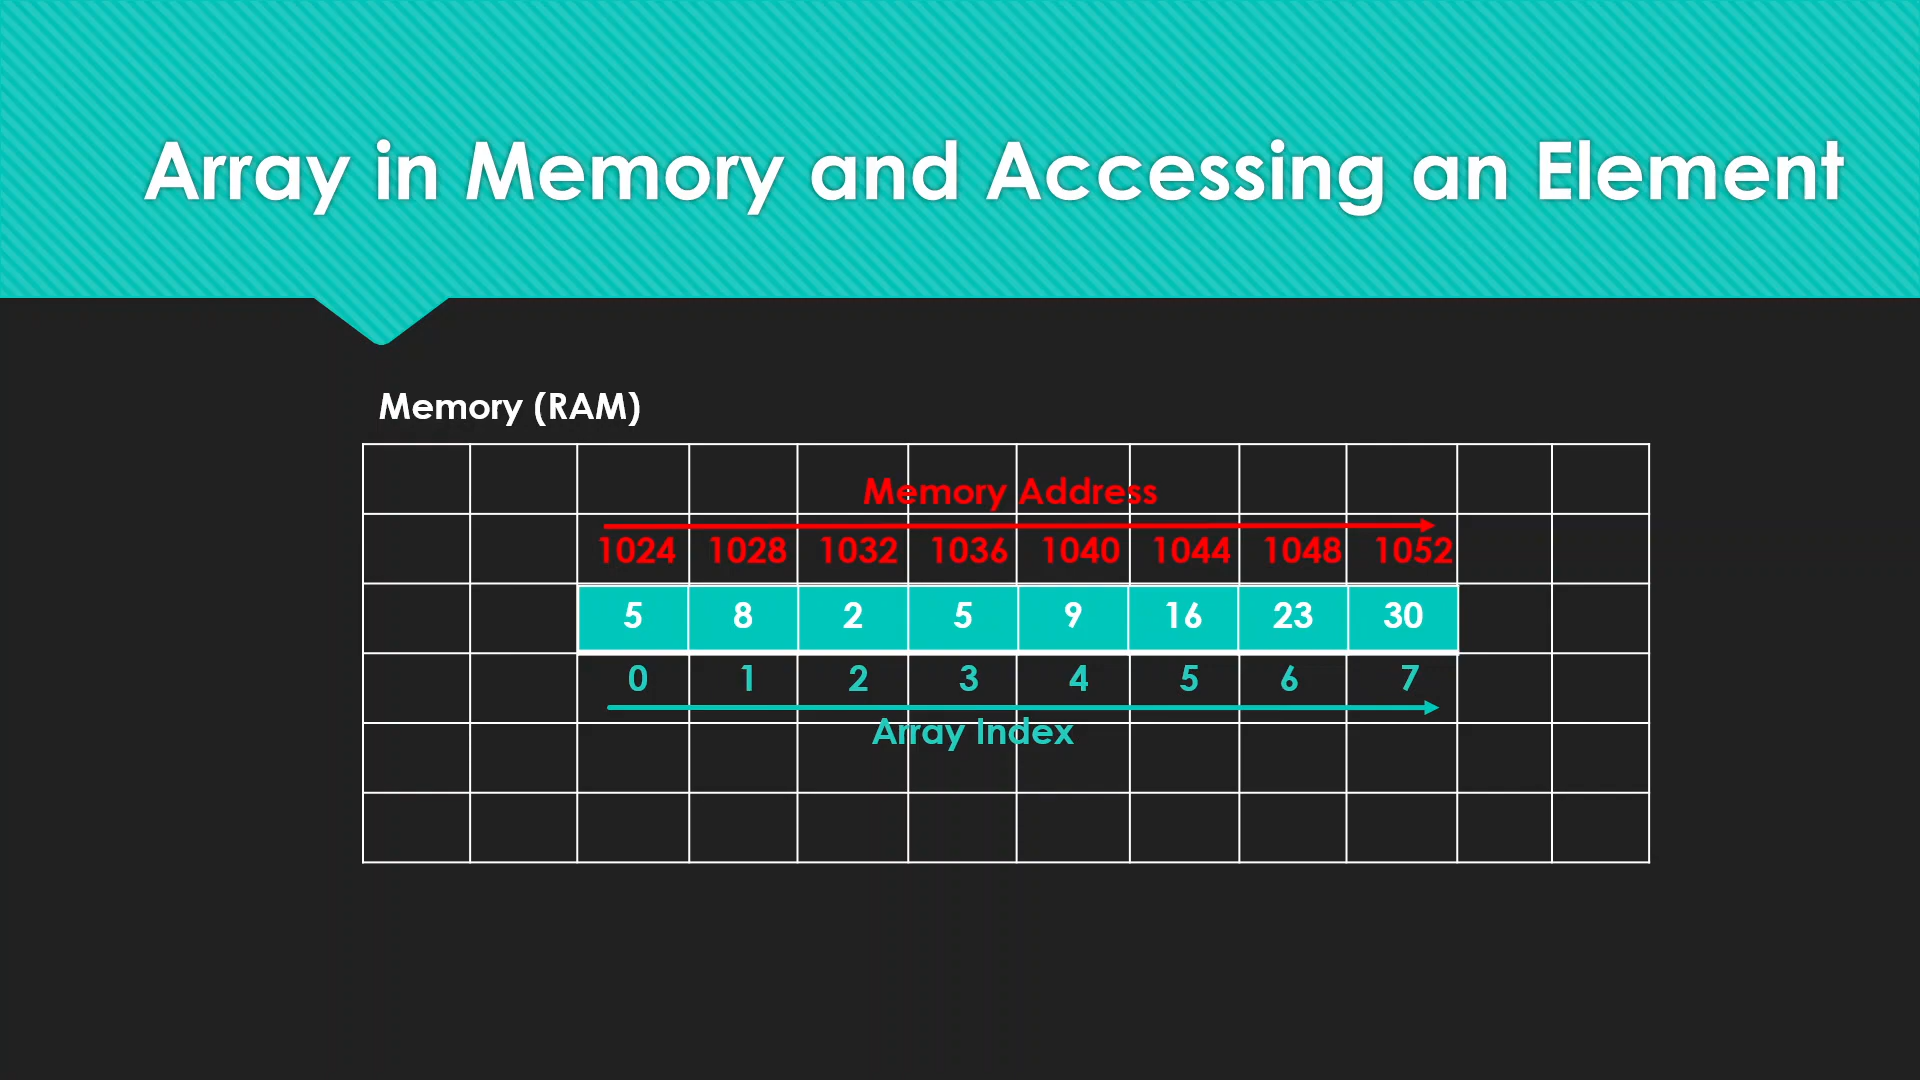 Array in Memory and Accessing an Element
Memory (RAM)
Memory Address
1024 1028 1032 1036 1040 1044 1048 1052
5 8 2 5 9 16 23 30
0 1 2 3 4 5 6 7
Array Index